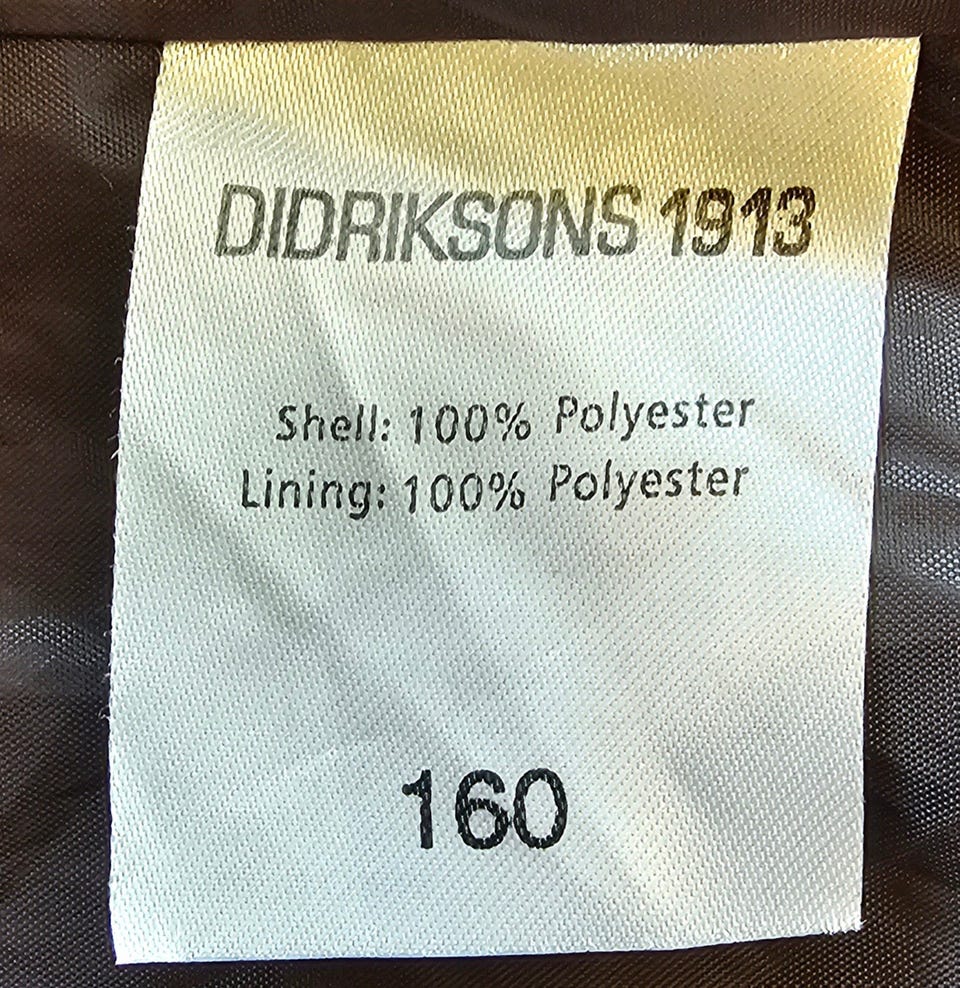 DIDRIKSONS 1913
Shell: 100% Polyester
Lining: 100% Polyester
160